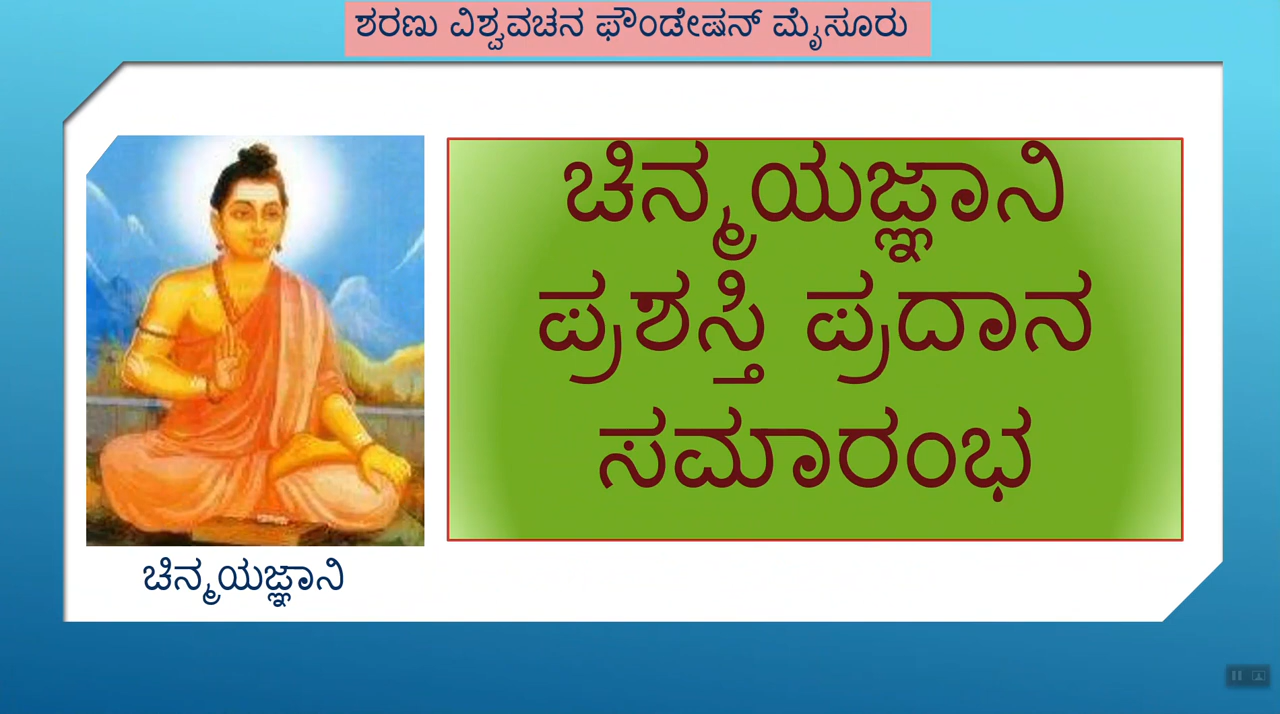 ಶರಣು ವಿಶ್ವವಚನ ಫೌಂಡೇಷನ್ ಮೈಸೂರು
ಚಿನ್ಮಯಜ್ಞಾನಿ
ಪ್ರಶಸ್ತಿ ಪ್ರದಾನ
ಸಮಾರಂಭ
ಚಿನ್ಮಯಜ್ಞಾನಿ